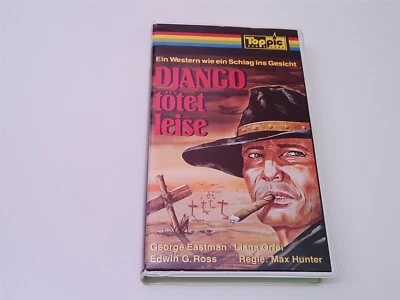 Toppic
Ein Western wie ein Schlag ins Gesicht
DJANGO
tötet
leise
George Eastman · Liana Orfei
Edwin G. Ross Regie: Max Hunter